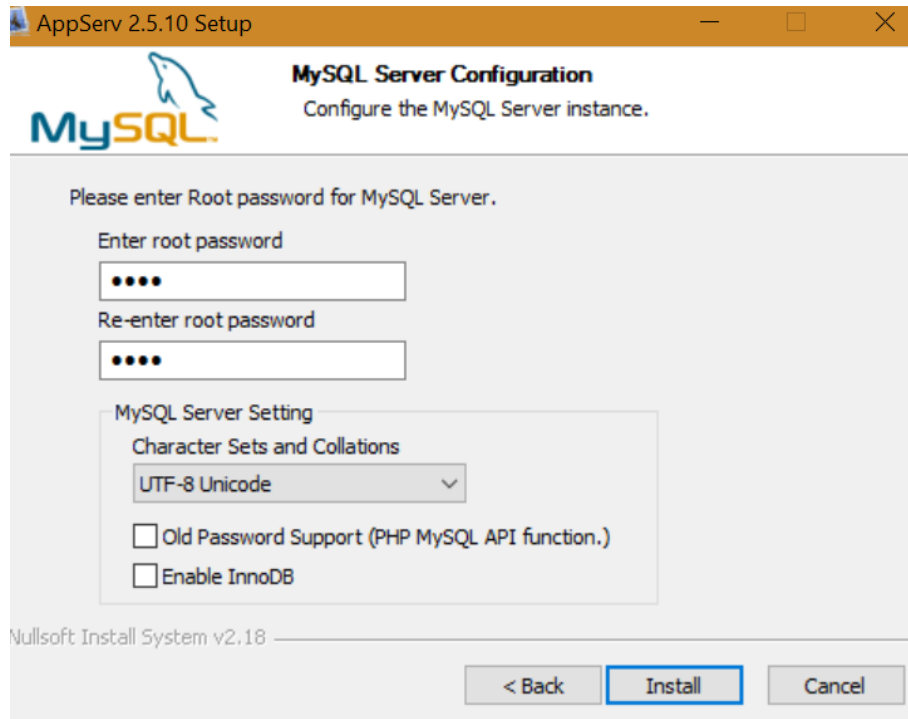 AppServ 2.5.10 Setup
MySQL
MySQL Server Configuration
Configure the MySQL Server instance.
Please enter Root password for MySQL Server.
Enter root password
••••
Re-enter root password
••••
MySQL Server Setting
Character Sets and Collations
UTF-8 Unicode
Old Password Support (PHP MySQL API function.)
Enable InnoDB
Nullsoft Install System v2.18
< Back Install Cancel